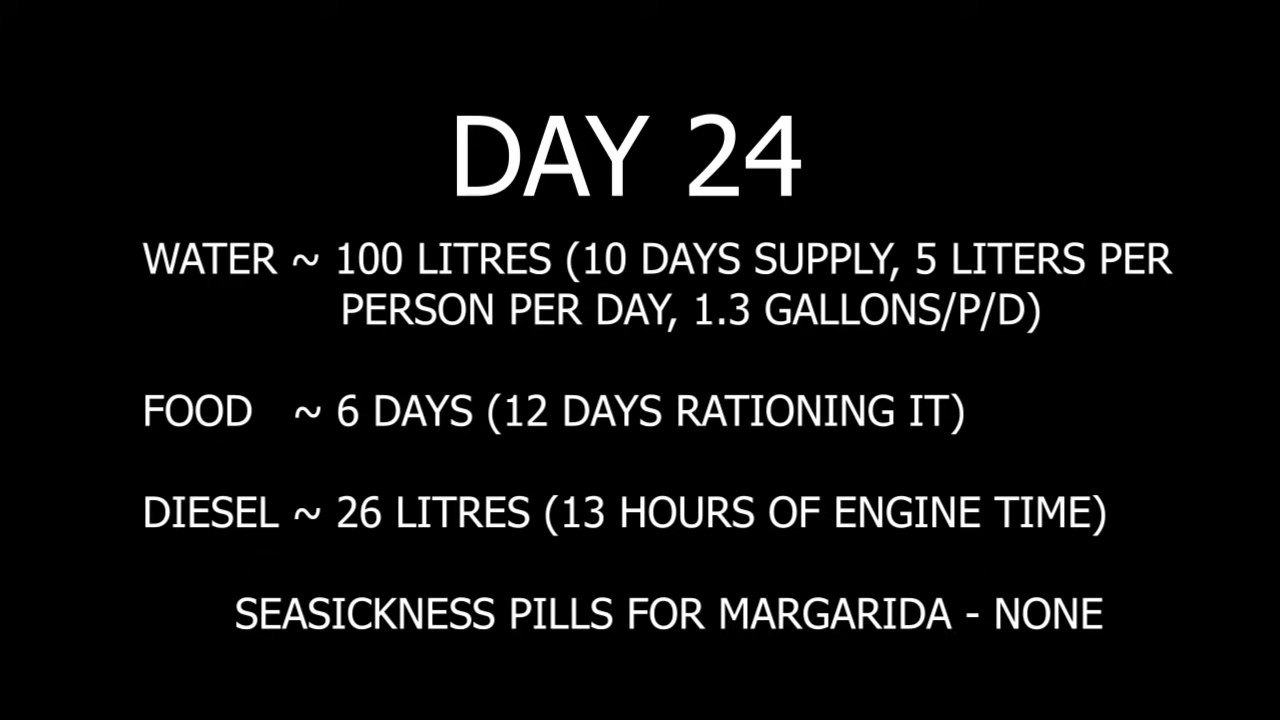 DAY 24
WATER ~ 100 LITRES (10 DAYS SUPPLY, 5 LITERS PER
PERSON PER DAY, 1.3 GALLONS/P/D)
FOOD ~ 6 DAYS (12 DAYS RATIONING IT)
DIESEL ~ 26 LITRES (13 HOURS OF ENGINE TIME)
SEASICKNESS PILLS FOR MARGARIDA - NONE